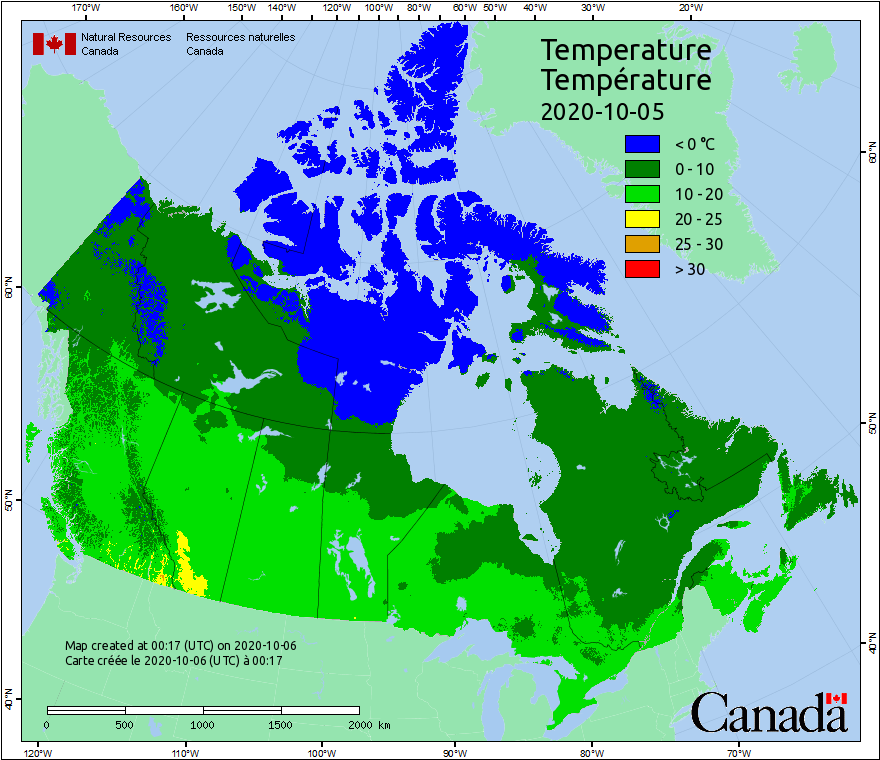 170°W 160°W 150°W 140°W 130°W 120°W 110°W 100°W 90°W 80°W 60°W 50°W 40°W 30°W 20°W
Natural Resources Ressources naturelles
Canada Canada
Temperature
Température
2020-10-05
< 0 °C
0 - 10
10 - 20
20 - 25
25 - 30
> 30
60°N
60°N
50°N
50°N
40°N
40°N
Map created at 00:17 (UTC) on 2020-10-06
Carte créée le 2020-10-06 (UTC) à 00:17
0 500 1000 1500 2000 km
Canada
120°W 110°W 100°W 90°W 80°W 70°W